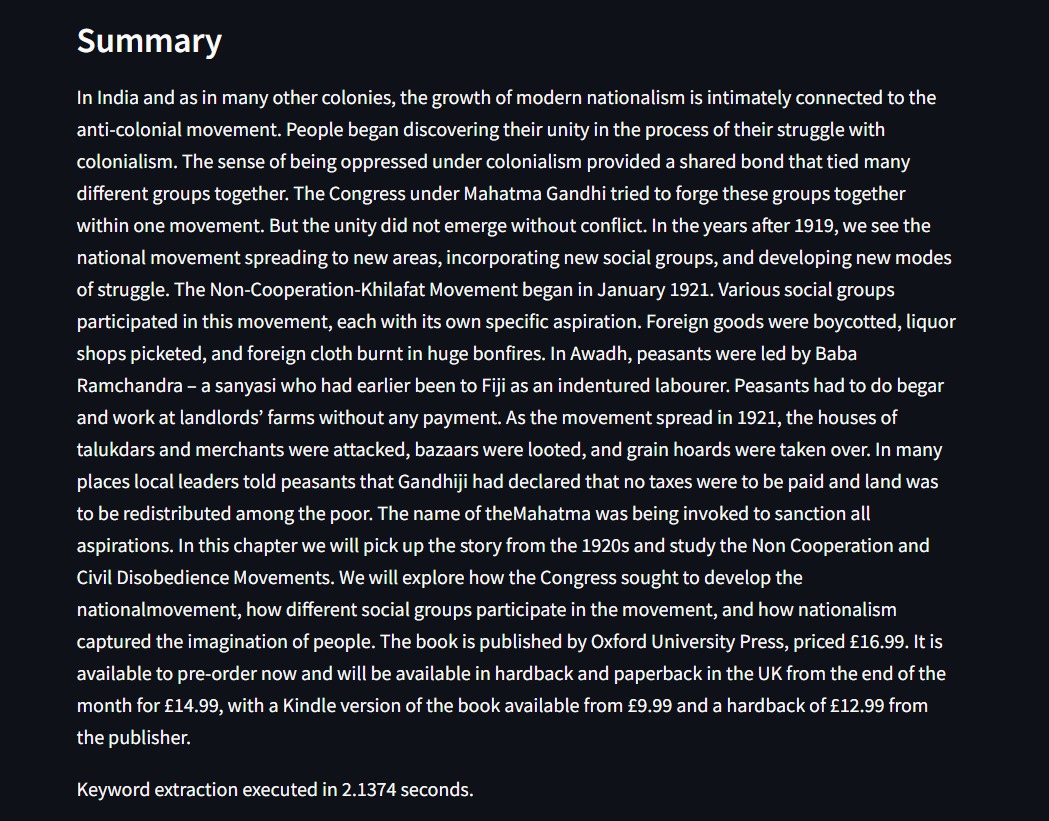 Summary
In India and as in many other colonies, the growth of modern nationalism is intimately connected to the
anti-colonial movement. People began discovering their unity in the process of their struggle with
colonialism. The sense of being oppressed under colonialism provided a shared bond that tied many
different groups together. The Congress under Mahatma Gandhi tried to forge these groups together
within one movement. But the unity did not emerge without conflict. In the years after 1919, we see the
national movement spreading to new areas, incorporating new social groups, and developing new modes
of struggle. The Non-Cooperation-Khilafat Movement began in January 1921. Various social groups
participated in this movement, each with its own specific aspiration. Foreign goods were boycotted, liquor
shops picketed, and foreign cloth burnt in huge bonfires. In Awadh, peasants were led by Baba
Ramchandra – a sanyasi who had earlier been to Fiji as an indentured labourer. Peasants had to do begar
and work at landlords’ farms without any payment. As the movement spread in 1921, the houses of
talukdars and merchants were attacked, bazaars were looted, and grain hoards were taken over. In many
places local leaders told peasants that Gandhiji had declared that no taxes were to be paid and land was
to be redistributed among the poor. The name of theMahatma was being invoked to sanction all
aspirations. In this chapter we will pick up the story from the 1920s and study the Non Cooperation and
Civil Disobedience Movements. We will explore how the Congress sought to develop the
nationalmovement, how different social groups participate in the movement, and how nationalism
captured the imagination of people. The book is published by Oxford University Press, priced £16.99. It is
available to pre-order now and will be available in hardback and paperback in the UK from the end of the
month for £14.99, with a Kindle version of the book available from £9.99 and a hardback of £12.99 from
the publisher.
Keyword extraction executed in 2.1374 seconds.